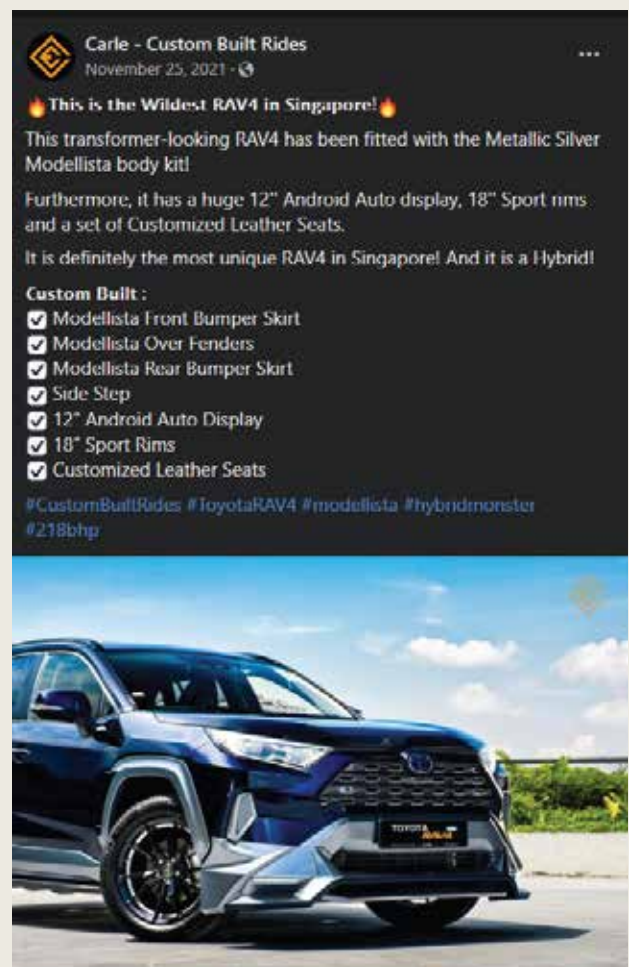 Carle - Custom Built Rides
November 25, 2021 ·
🔥This is the Wildest RAV4 in Singapore!🔥
This transformer-looking RAV4 has been fitted with the Metallic Silver
Modellista body kit!
Furthermore, it has a huge 12" Android Auto display, 18" Sport rims
and a set of Customized Leather Seats.
It is definitely the most unique RAV4 in Singapore! And it is a Hybrid!
Custom Built :
☑ Modellista Front Bumper Skirt
☑ Modellista Over Fenders
☑ Modellista Rear Bumper Skirt
☑ Side Step
☑ 12" Android Auto Display
☑ 18" Sport Rims
☑ Customized Leather Seats
#CustomBuiltRides #ToyotaRAV4 #modellista #hybridmonster
#218bhp
TOYOTA
RAV4